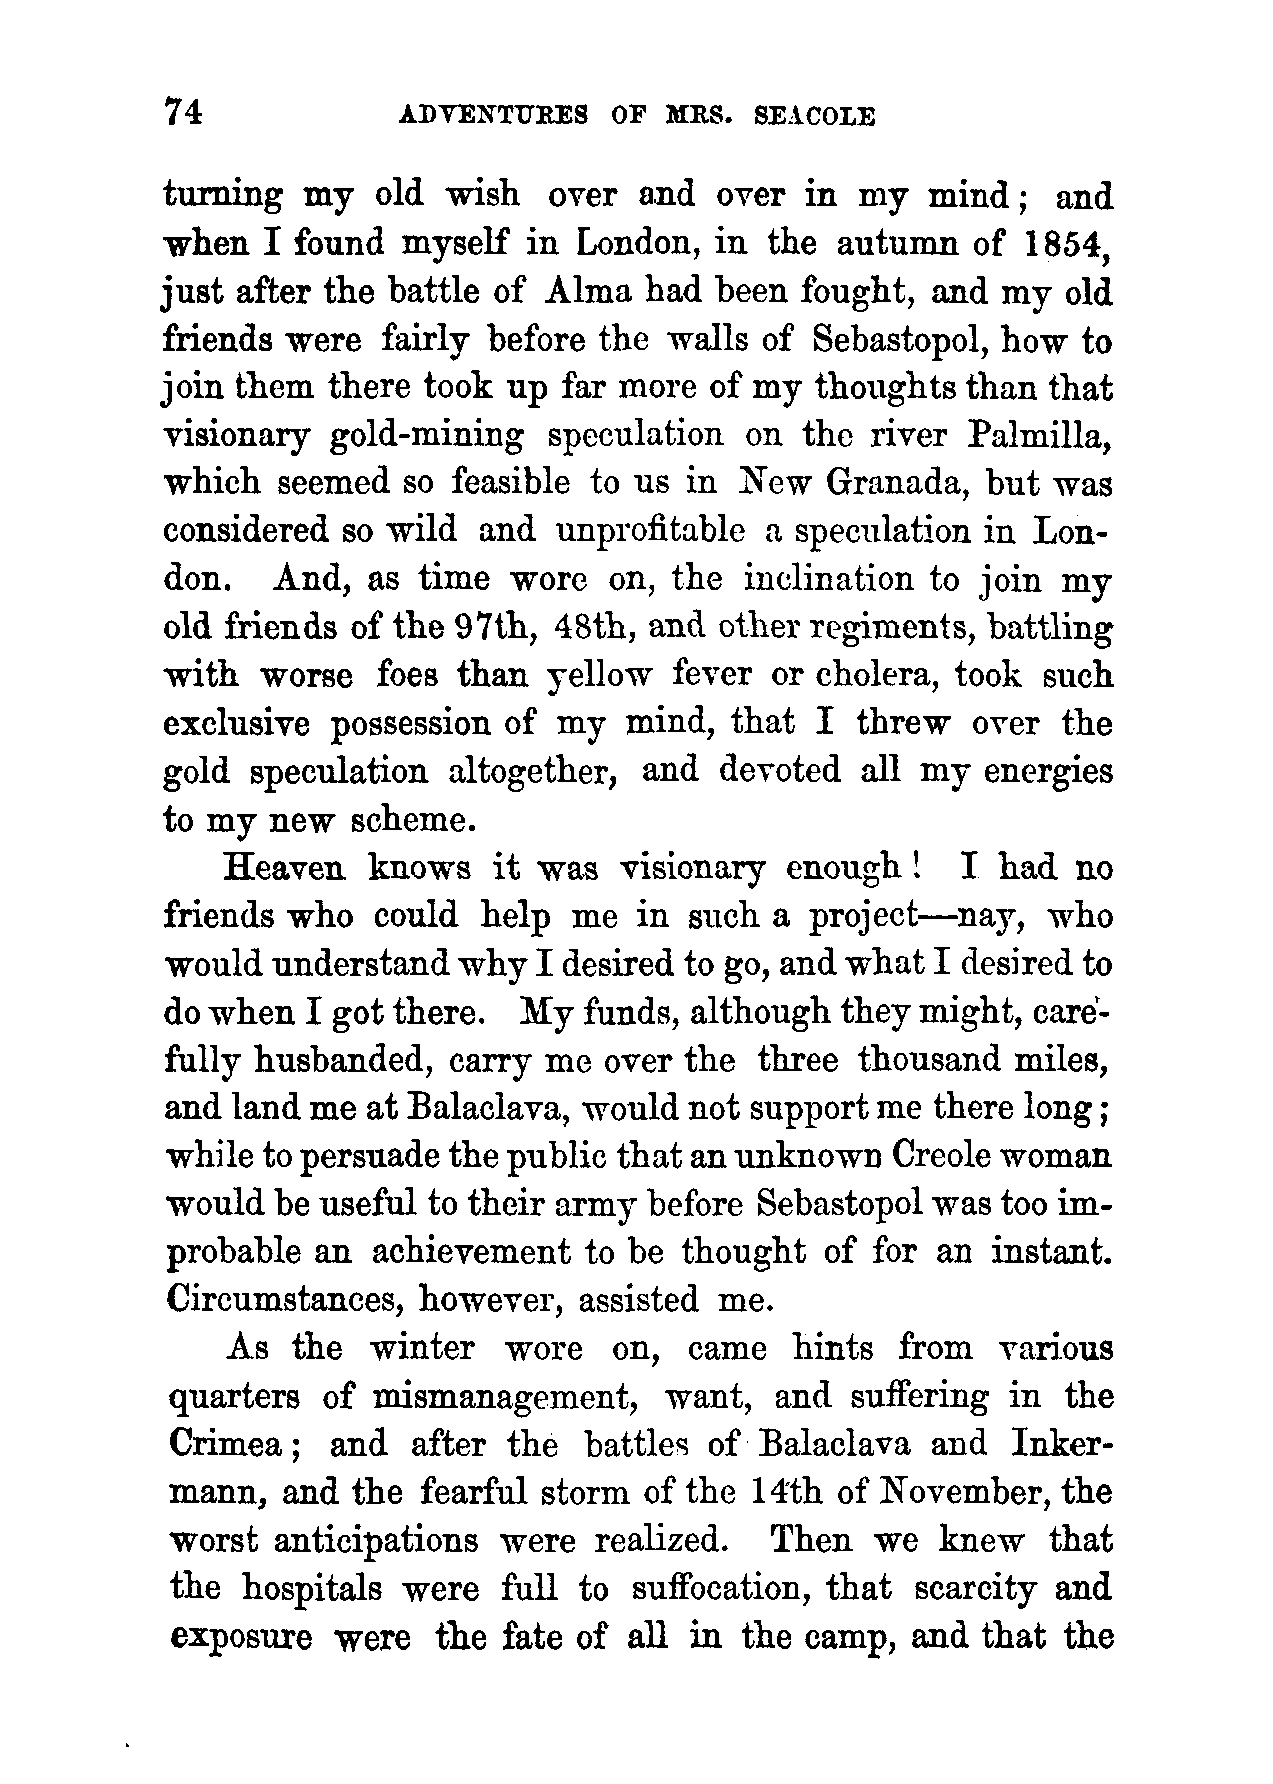 74 ADVENTURES OF MRS. SEACOLE
turning my old wish over and over in my mind; and
when I found myself in London, in the autumn of 1854,
just after the battle of Alma had been fought, and my old
friends were fairly before the walls of Sebastopol, how to
join them there took up far more of my thoughts than that
visionary gold-mining speculation on the river Palmilla,
which seemed so feasible to us in New Granada, but was
considered so wild and unprofitable a speculation in Lon-
don. And, as time wore on, the inclination to join my
old friends of the 97th, 48th, and other regiments, battling
with worse foes than yellow fever or cholera, took such
exclusive possession of my mind, that I threw over the
gold speculation altogether, and devoted all my energies
to my new scheme.
Heaven knows it was visionary enough! I had no
friends who could help me in such a project—nay, who
would understand why I desired to go, and what I desired to
do when I got there. My funds, although they might, care-
fully husbanded, carry me over the three thousand miles,
and land me at Balaclava, would not support me there long;
while to persuade the public that an unknown Creole woman
would be useful to their army before Sebastopol was too im-
probable an achievement to be thought of for an instant.
Circumstances, however, assisted me.
As the winter wore on, came hints from various
quarters of mismanagement, want, and suffering in the
Crimea; and after the battles of Balaclava and Inker-
mann, and the fearful storm of the 14th of November, the
worst anticipations were realized. Then we knew that
the hospitals were full to suffocation, that scarcity and
exposure were the fate of all in the camp, and that the